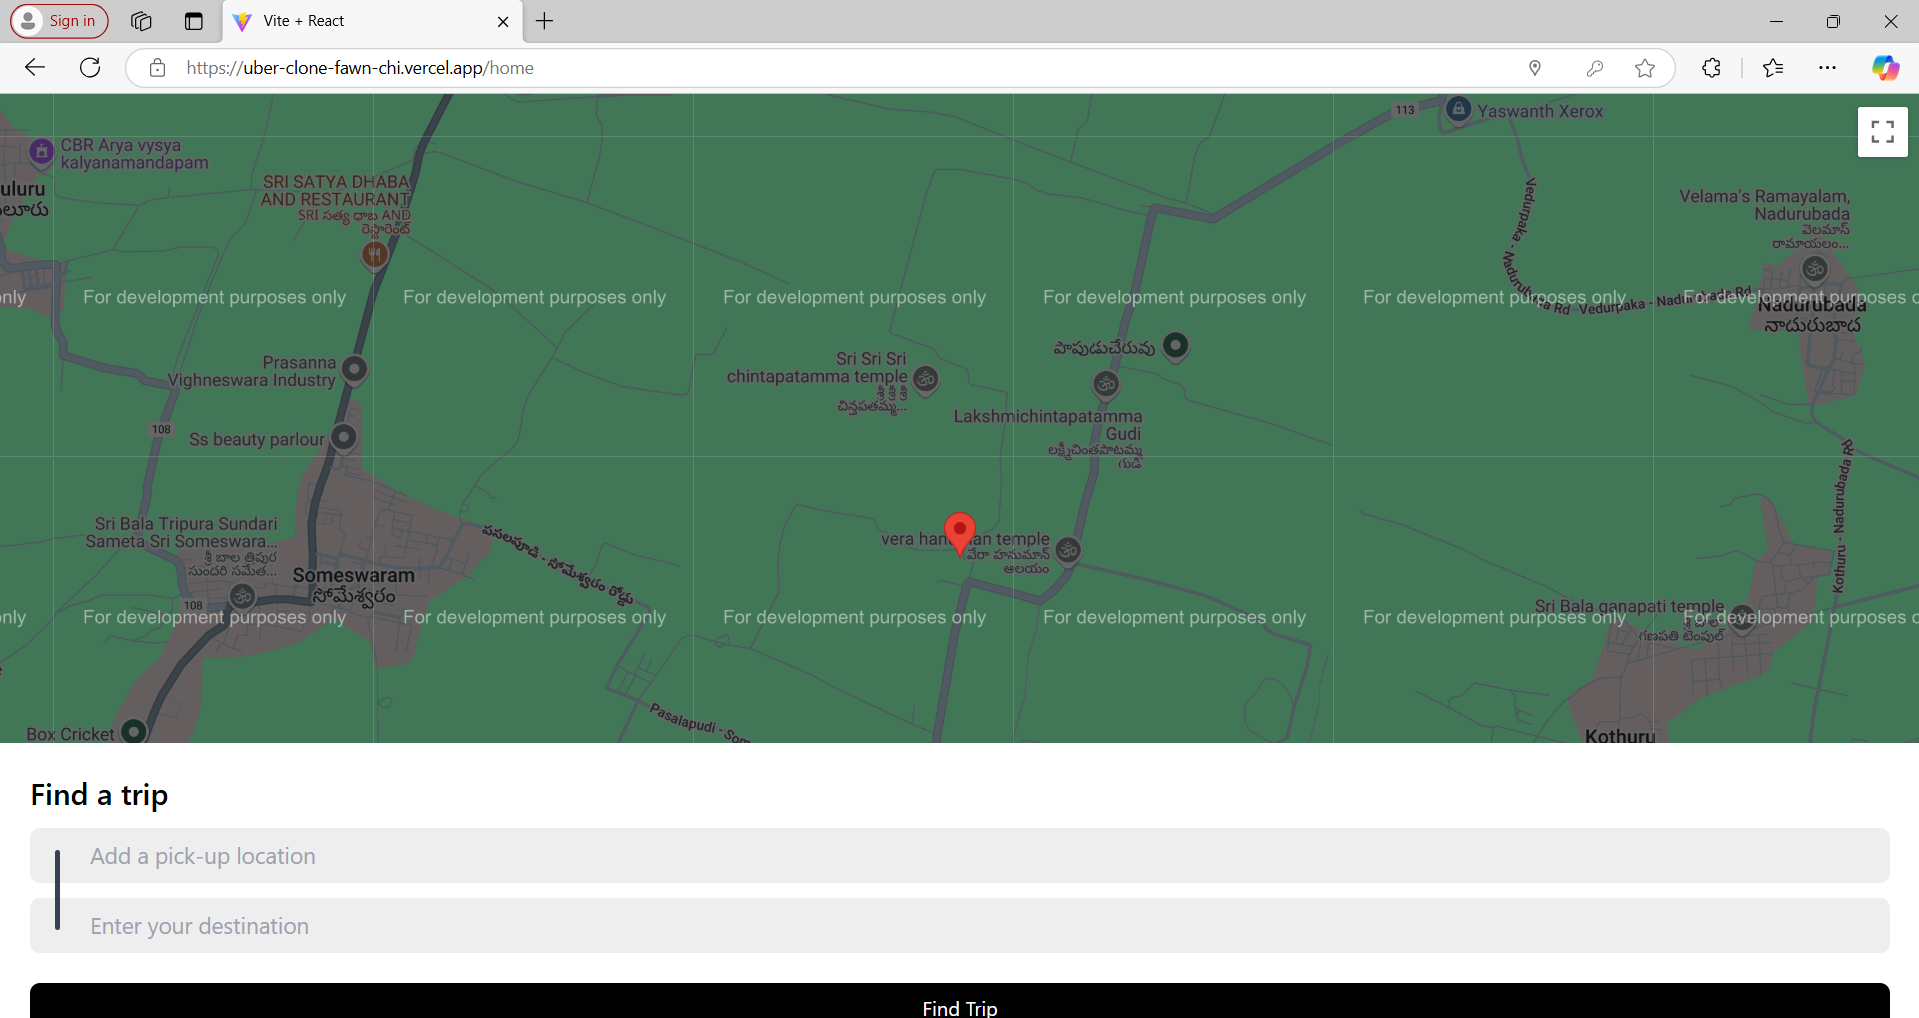 Sign in
Vite + React
https://uber-clone-fawn-chi.vercel.app/home
113
Yaswanth Xerox
CBR Arya vysya
kalyanamandapam
SRI SATYA DHABA
AND RESTAURANT
SRI సత్య ధాబ AND
రెస్టారెంట్
uluru
లూరు
Velama's Ramayalam,
Nadurubada
వెలమాస్
రామాయలం...
Vedurpaka - Nadurubada Rd
Vedurpaka - Nadurubada Rd
only
For development purposes only
For development purposes only
For development purposes only
For development purposes only
For development purposes only
For development purposes o
Nadurubada
నాదురుబాద
Prasanna
Vighneswara Industry
Sri Sri Sri
chintapatamma temple
శ్రీ శ్రీ శ్రీ
చిన్తపతమ్మ...
పాపుడుచేరువు
Lakshmichintapatamma
Gudi
లక్ష్మీచింతపాటమ్మ
గుడి
108
Ss beauty parlour
Kothuru - Nadurubada Rd
Sri Bala Tripura Sundari
Sameta Sri Someswara...
శ్రీ బాల త్రిపుర
సుందరి సమేత...
పసలపూడి - సోమేశ్వరం రోడ్డు
vera han an temple
వేరా హనుమాన్
ఆలయం
Someswaram
సోమేశ్వరం
108
Sri Bala ganapati temple
శ్రీ బాలా
గణపతి టెంపుల్
only
For development purposes only
For development purposes only
For development purposes only
For development purposes only
For development purposes only
For development purposes o
Pasalapudi - Som
Box Cricket
Kothuru
Find a trip
Add a pick-up location
Enter your destination
Find Trip